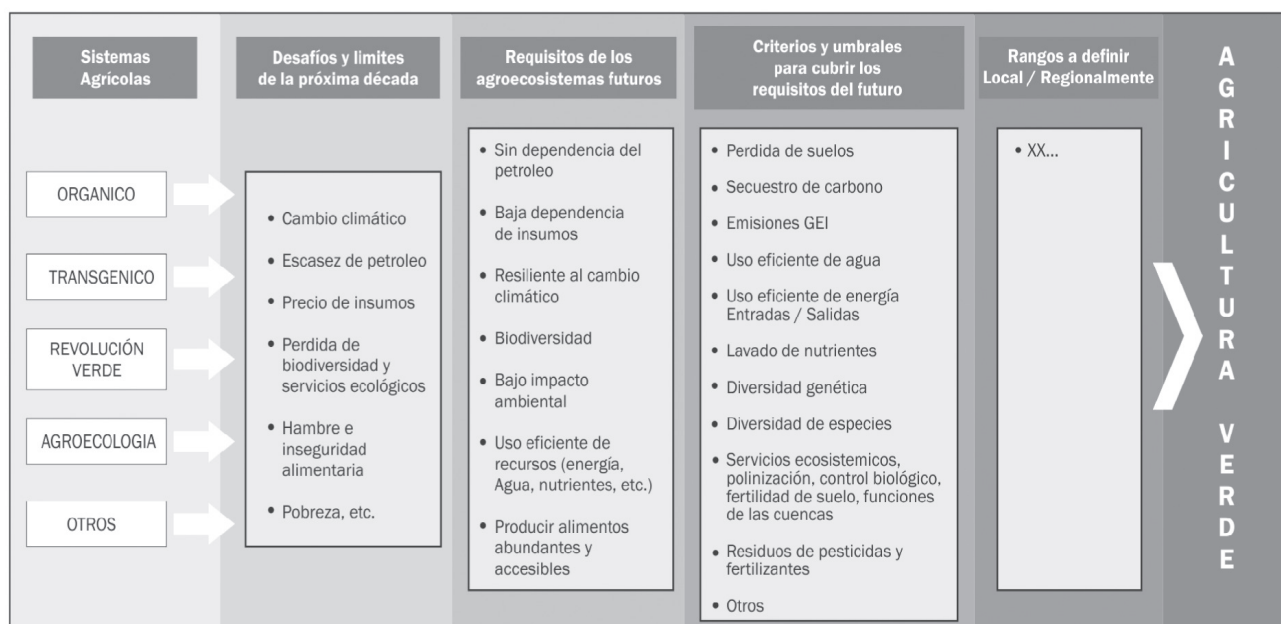 Sistemas
Agrícolas
ORGANICO
TRANSGENICO
REVOLUCIÓN
VERDE
AGROECOLOGIA
OTROS
Desafíos y limites
de la próxima década
• Cambio climático
• Escasez de petroleo
• Precio de insumos
• Perdida de
biodiversidad y
servicios ecológicos
• Hambre e
inseguridad
alimentaria
• Pobreza, etc.
Requisitos de los
agroecosistemas futuros
• Sin dependencia del
petroleo
• Baja dependencia
de insumos
• Resiliente al cambio
climático
• Biodiversidad
• Bajo impacto
ambiental
• Uso eficiente de
recursos (energía,
Agua, nutrientes, etc.)
• Producir alimentos
abundantes y
accesibles
Criterios y umbrales
para cubrir los
requisitos del futuro
• Perdida de suelos
• Secuestro de carbono
• Emisiones GEI
• Uso eficiente de agua
• Uso eficiente de energía
Entradas / Salidas
• Lavado de nutrientes
• Diversidad genética
• Diversidad de especies
• Servicios ecosistemicos,
polinización, control biológico,
fertilidad de suelo, funciones
de las cuencas
• Residuos de pesticidas y
fertilizantes
• Otros
Rangos a definir
Local / Regionalmente
• XX...
AGRICULTURA VERDE